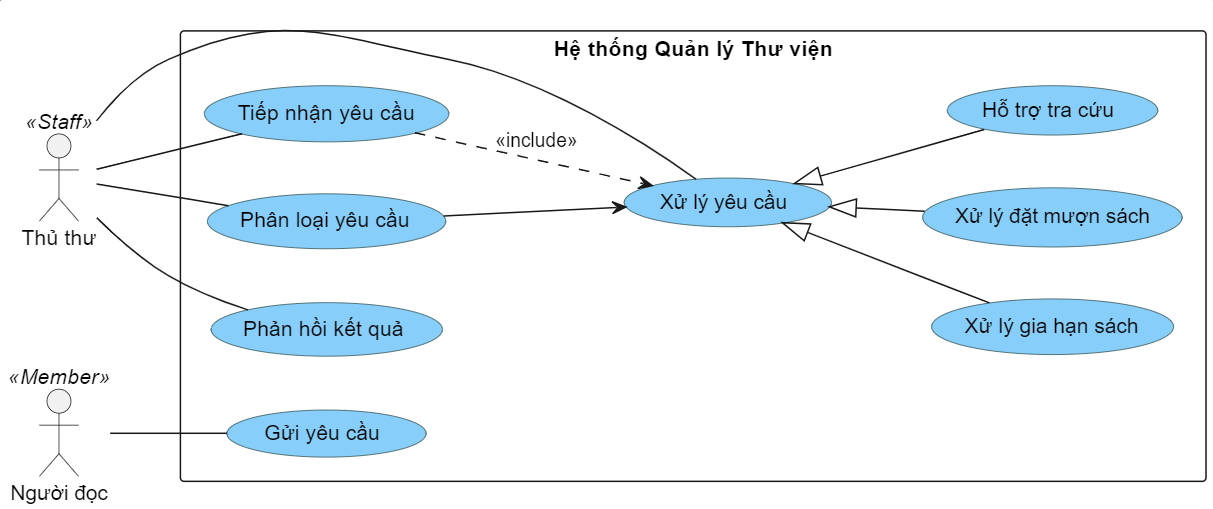 Hệ thống Quản lý Thư viện
«Staff»
Thủ thư
Tiếp nhận yêu cầu
«include»
Phân loại yêu cầu
Xử lý yêu cầu
Hỗ trợ tra cứu
Xử lý đặt mượn sách
Xử lý gia hạn sách
Phản hồi kết quả
«Member»
Người đọc
Gửi yêu cầu